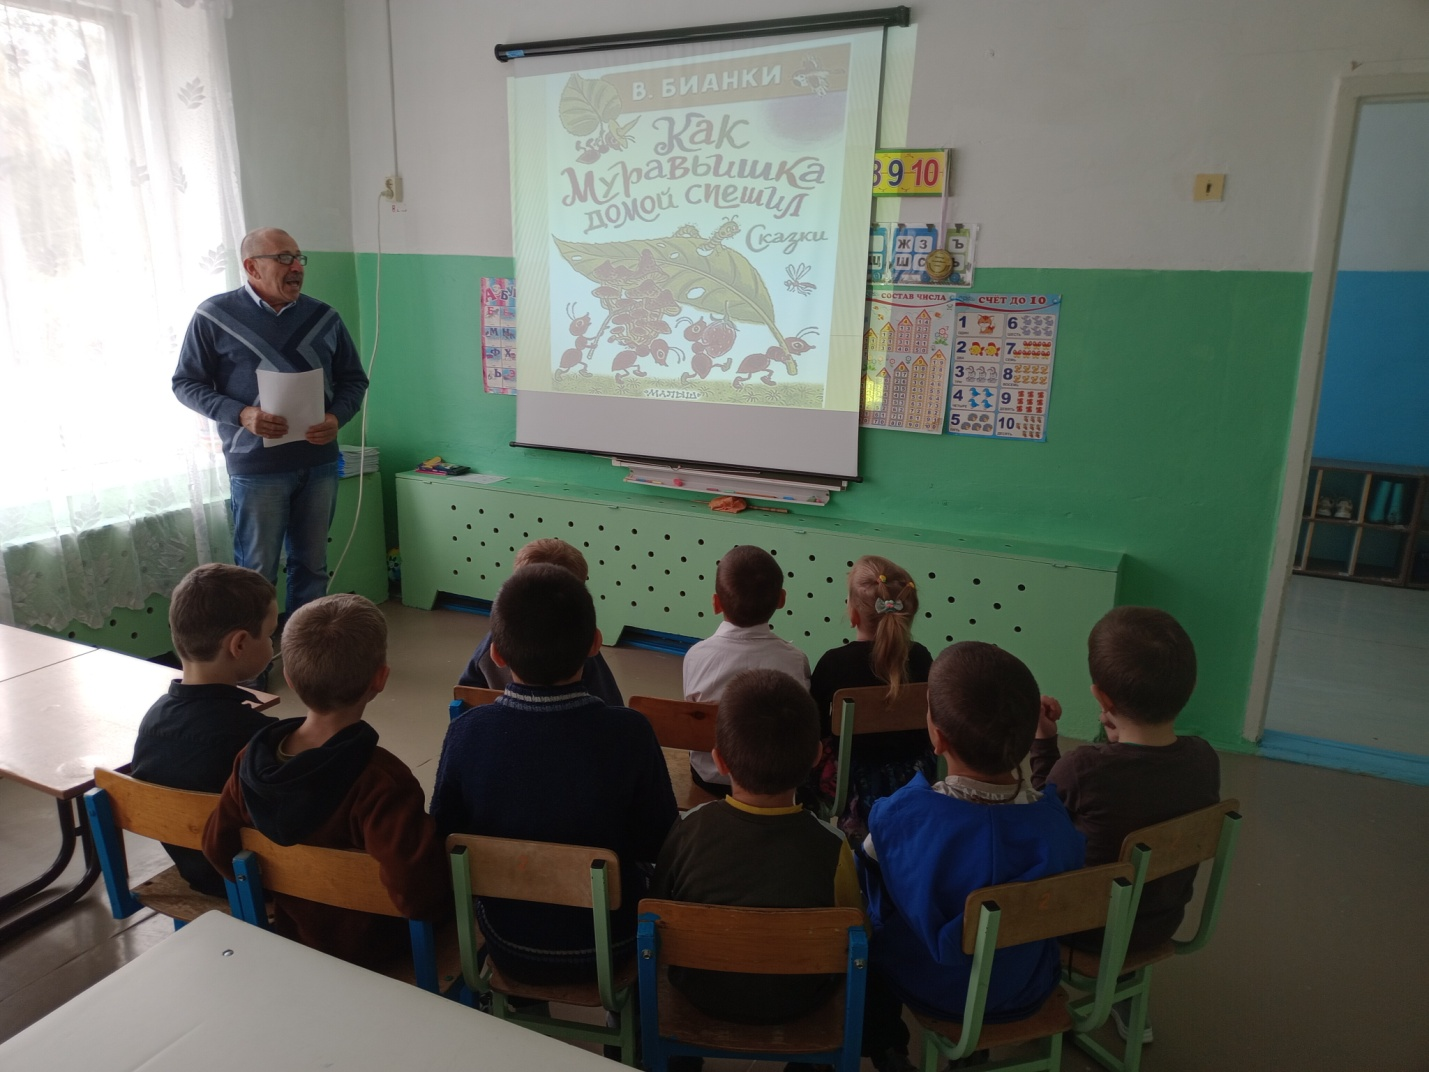 В. БИАНКИ
Как
Муравьишка
домой спешил
Сказки
"МАЛЫШ"
8 9 10
Ж З Ъ
Щ Ш С Ь
А Б
М
Ф Х
Ь
СОСТАВ ЧИСЛА
СЧЕТ ДО 10
1 6
2 7
3 8
4 9
5 10